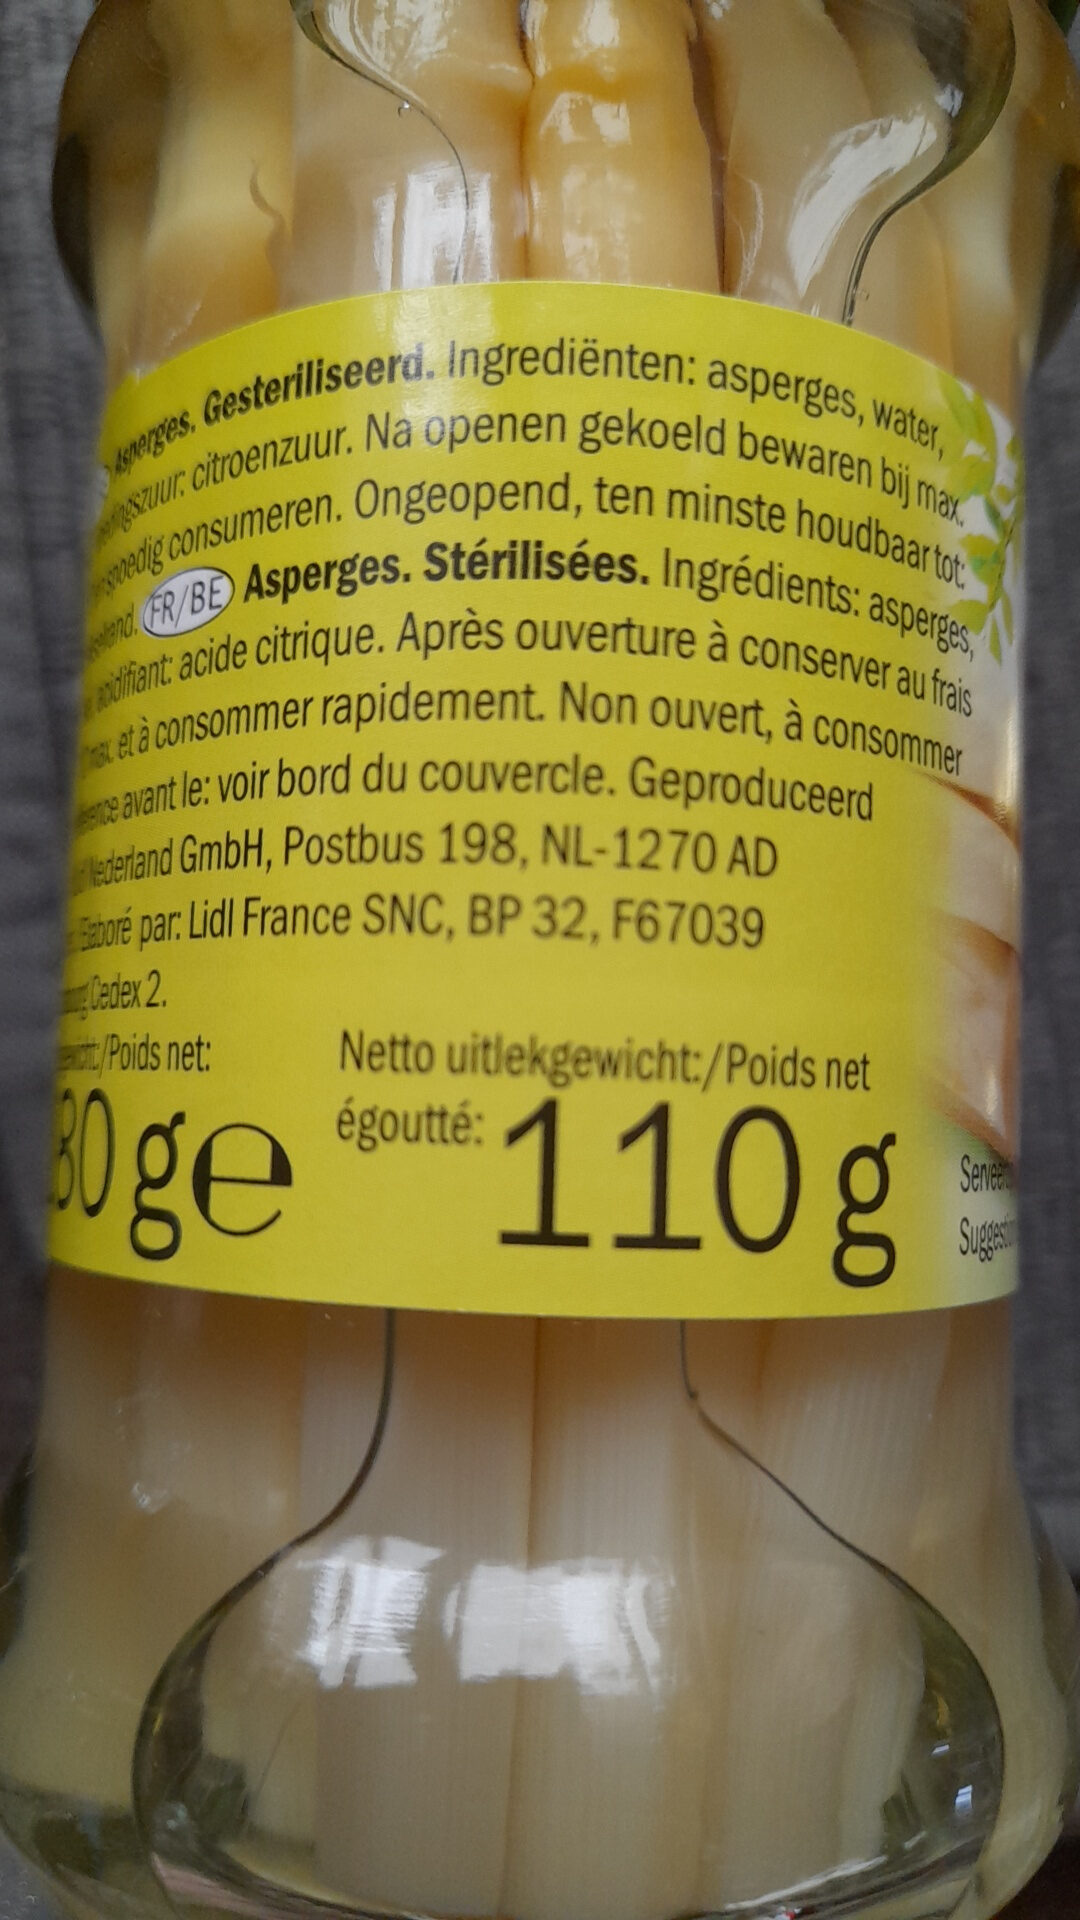 Asperges. Gesteriliseerd. Ingrediënten: asperges, water,
citroenzuur. Na openen gekoeld bewaren bij max.
consumeren. Ongeopend, ten minste houdbaar tot:
FR/BE Asperges. Stérilisées. Ingrédients: asperges,
acidifiant: acide citrique. Après ouverture à conserver au frais
max. et à consommer rapidement. Non ouvert, à consommer
avant le: voir bord du couvercle. Geproduceerd
Nederland GmbH, Postbus 198, NL-1270 AD
Elaboré par: Lidl France SNC, BP 32, F67039
Cedex 2.
/Poids net:
80 g e
Netto uitlekgewicht:/Poids net
égoutté: 110 g